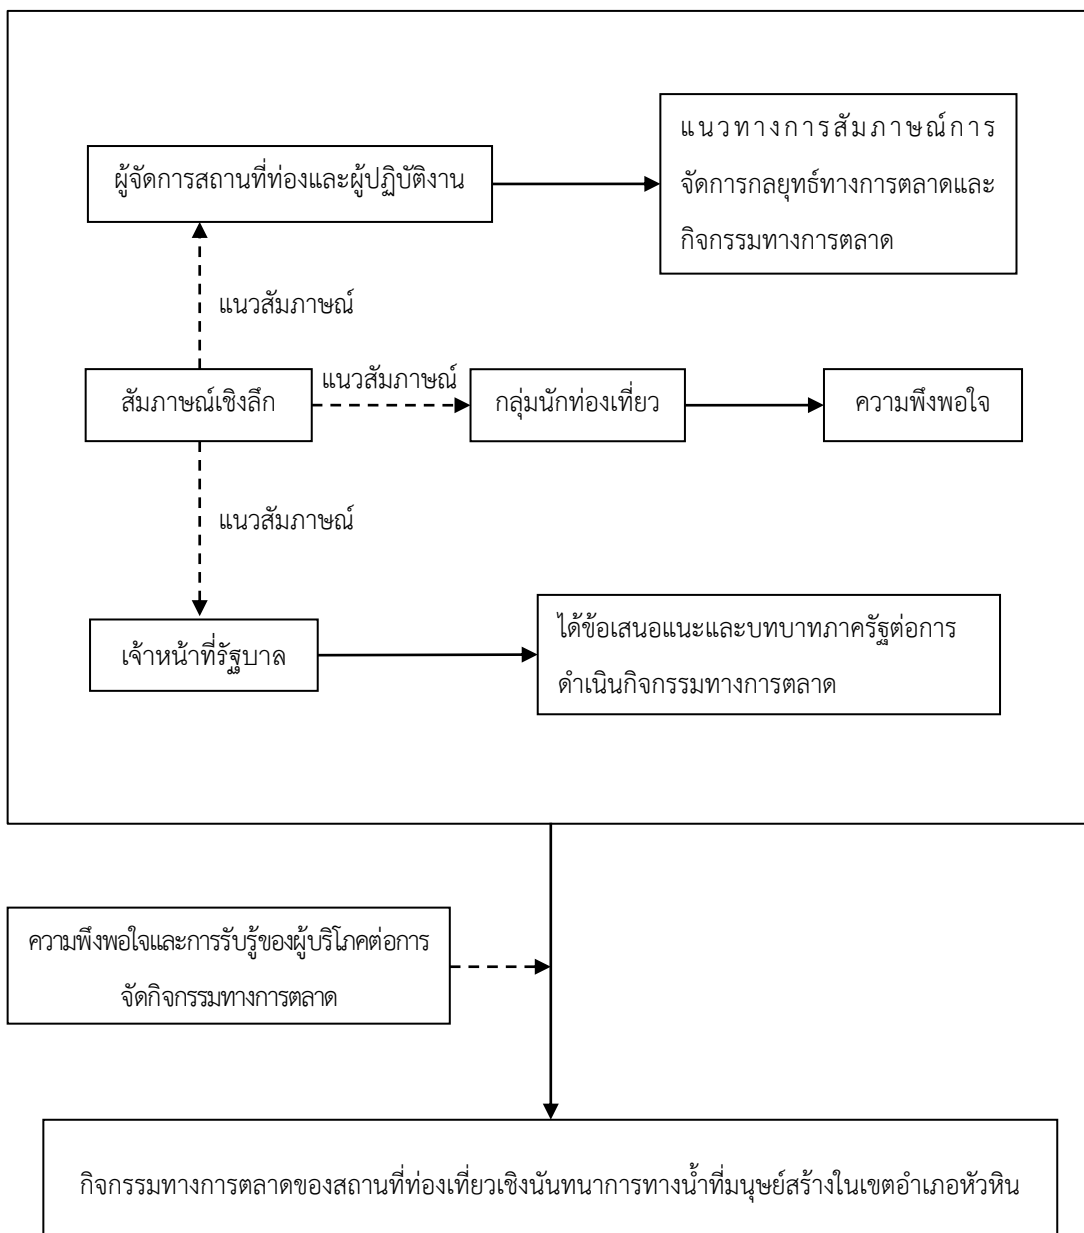 แนวทางการสัมภาษณ์การ
จัดการกลยุทธ์ทางการตลาดและ
กิจกรรมทางการตลาด
ผู้จัดการสถานที่ท่องและผู้ปฏิบัติงาน
แนวสัมภาษณ์
สัมภาษณ์เชิงลึก
แนวสัมภาษณ์
กลุ่มนักท่องเที่ยว
ความพึงพอใจ
แนวสัมภาษณ์
เจ้าหน้าที่รัฐบาล
ได้ข้อเสนอแนะและบทบาทภาครัฐต่อการ
ดำเนินกิจกรรมทางการตลาด
ความพึงพอใจและการรับรู้ของผู้บริโภคต่อการ
จัดกิจกรรมทางการตลาด
กิจกรรมทางการตลาดของสถานที่ท่องเที่ยวเชิงนันทนาการทางน้ำที่มนุษย์สร้างในเขตอำเภอหัวหิน